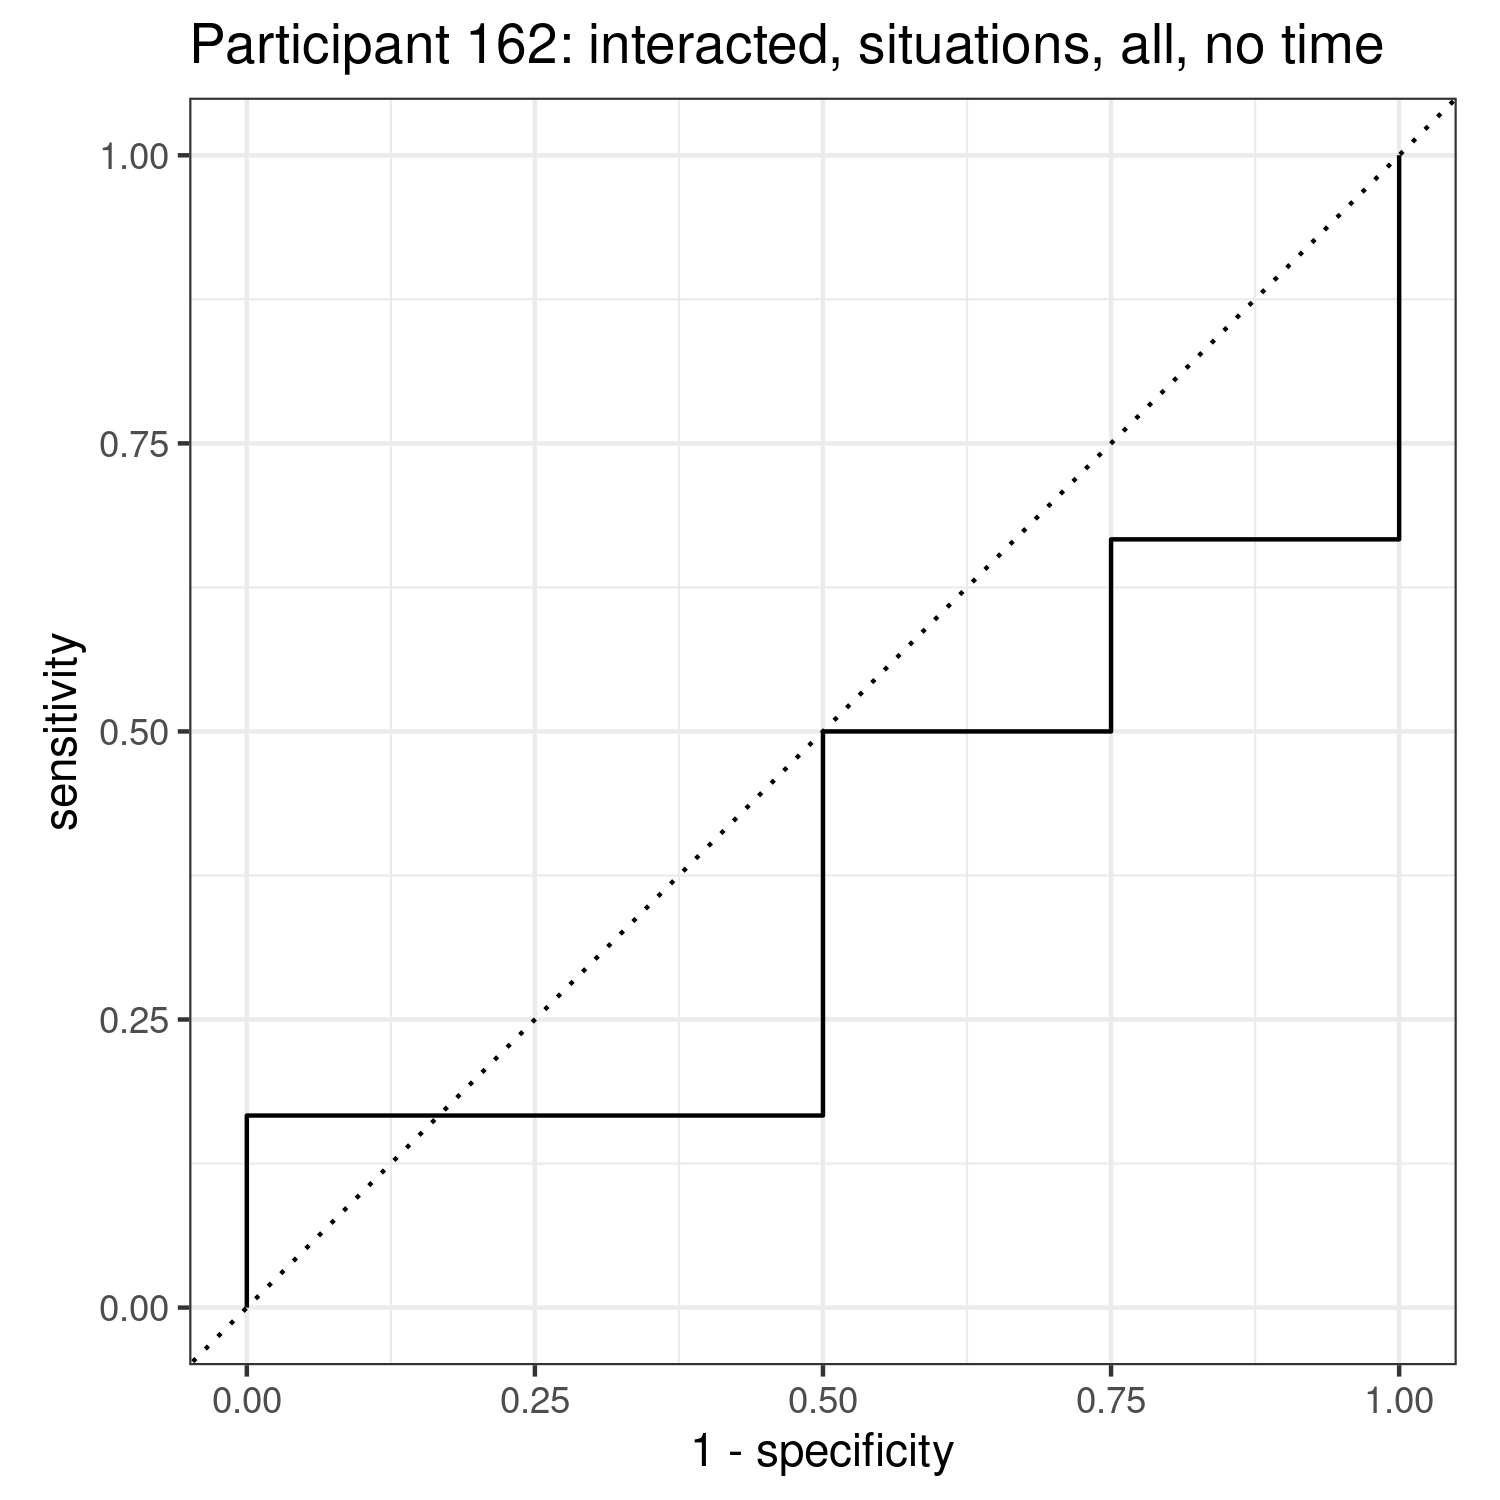 Participant 162: interacted, situations, all, no time
1.00
0.75
0.50
0.25
0.00
sensitivity
0.00 0.25 0.50 0.75 1.00
1 - specificity